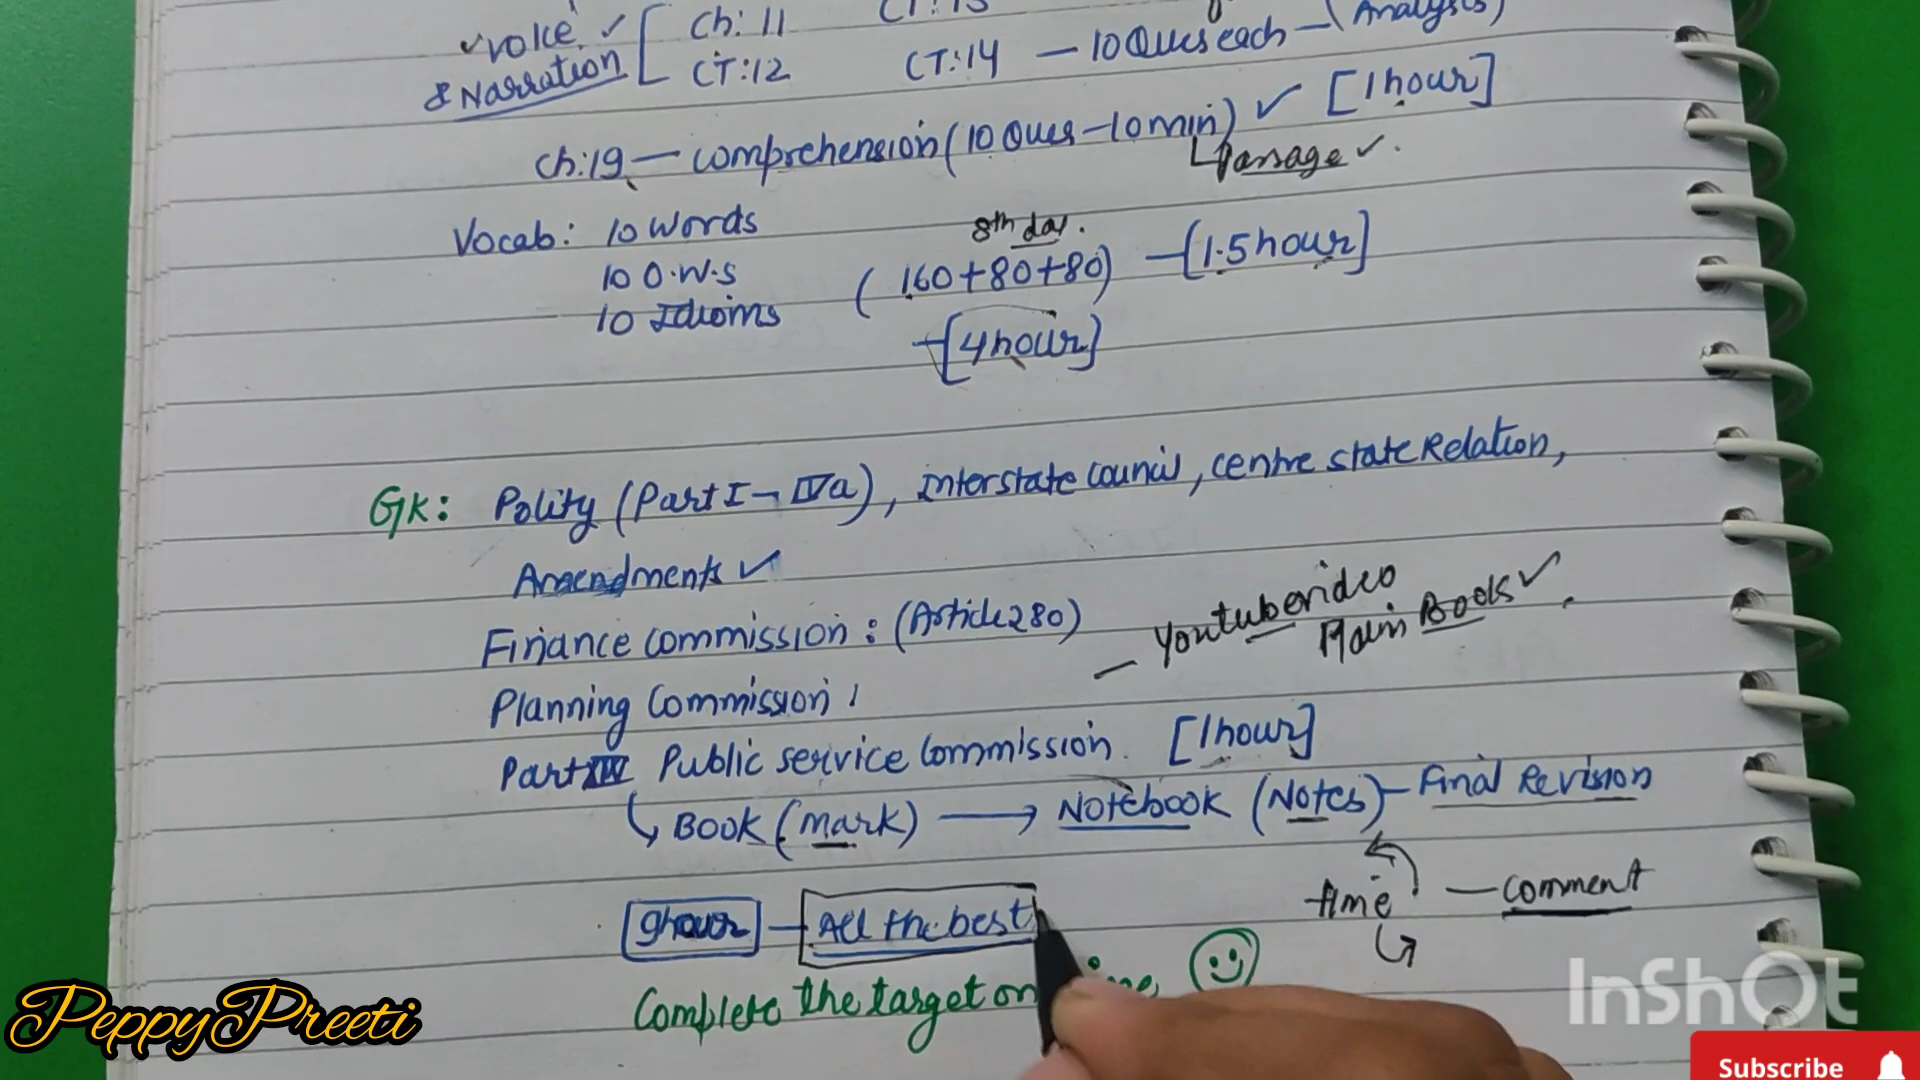 ✓voice ✓ [ Ch: 11
& Narration CT:12 CT:14 — 10 Ques each — (Analysis)
Ch:19 — comprehension (10 Ques – 10 min) ✓ [1 hour]
Passage ✓.
Vocab: 10 words
8th day.
10 O.W.S (160+80+80) — [1.5 hour]
10 Idioms
— [4 hour]
GK: Polity (Part I – IVa), interstate council, centre state Relation,
Amendments ✓
Finance commission: (Article 280) — Youtube video
Main Books ✓
Planning Commission:
Part XIV Public service Commission. [1 hour]
↳ Book (mark) → Notebook (Notes) – Final Revision
time — comment
9 hour — All the best
Complete the target on
PeppyPreeti
InShOt
Subscribe